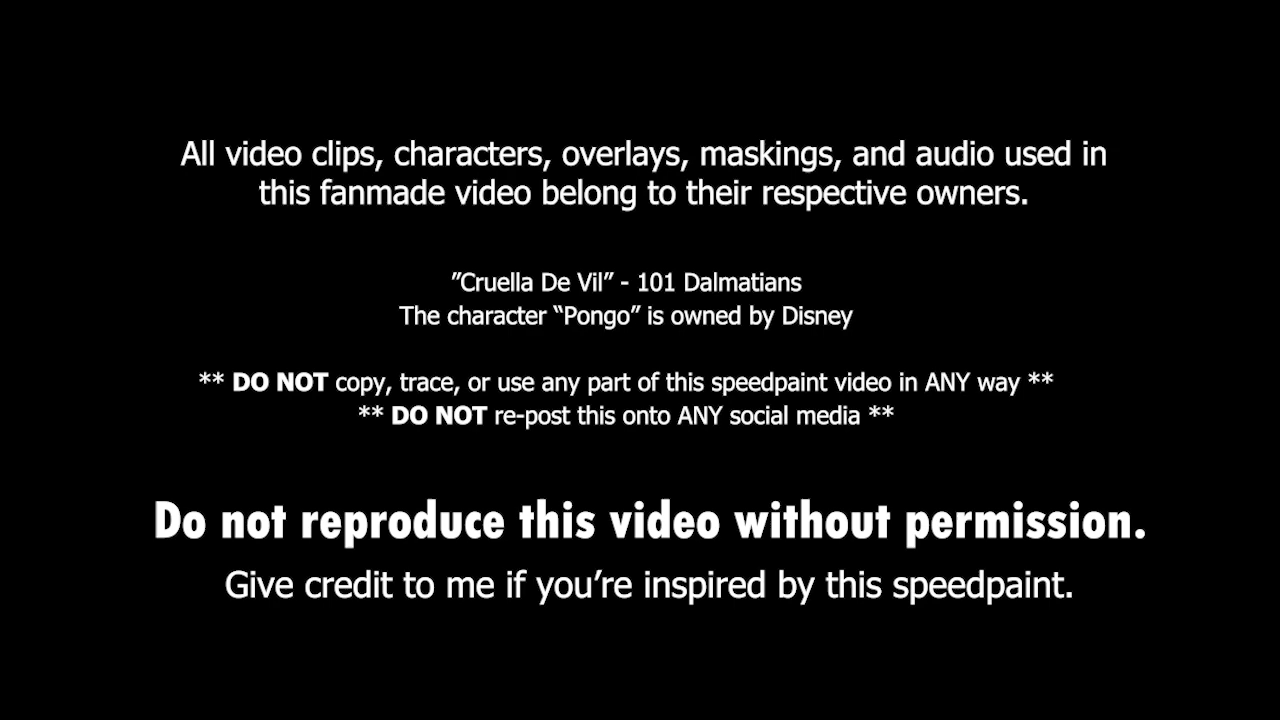 All video clips, characters, overlays, maskings, and audio used in
this fanmade video belong to their respective owners.
”Cruella De Vil” - 101 Dalmatians
The character “Pongo” is owned by Disney
** DO NOT copy, trace, or use any part of this speedpaint video in ANY way **
** DO NOT re-post this onto ANY social media **
Do not reproduce this video without permission.
Give credit to me if you’re inspired by this speedpaint.